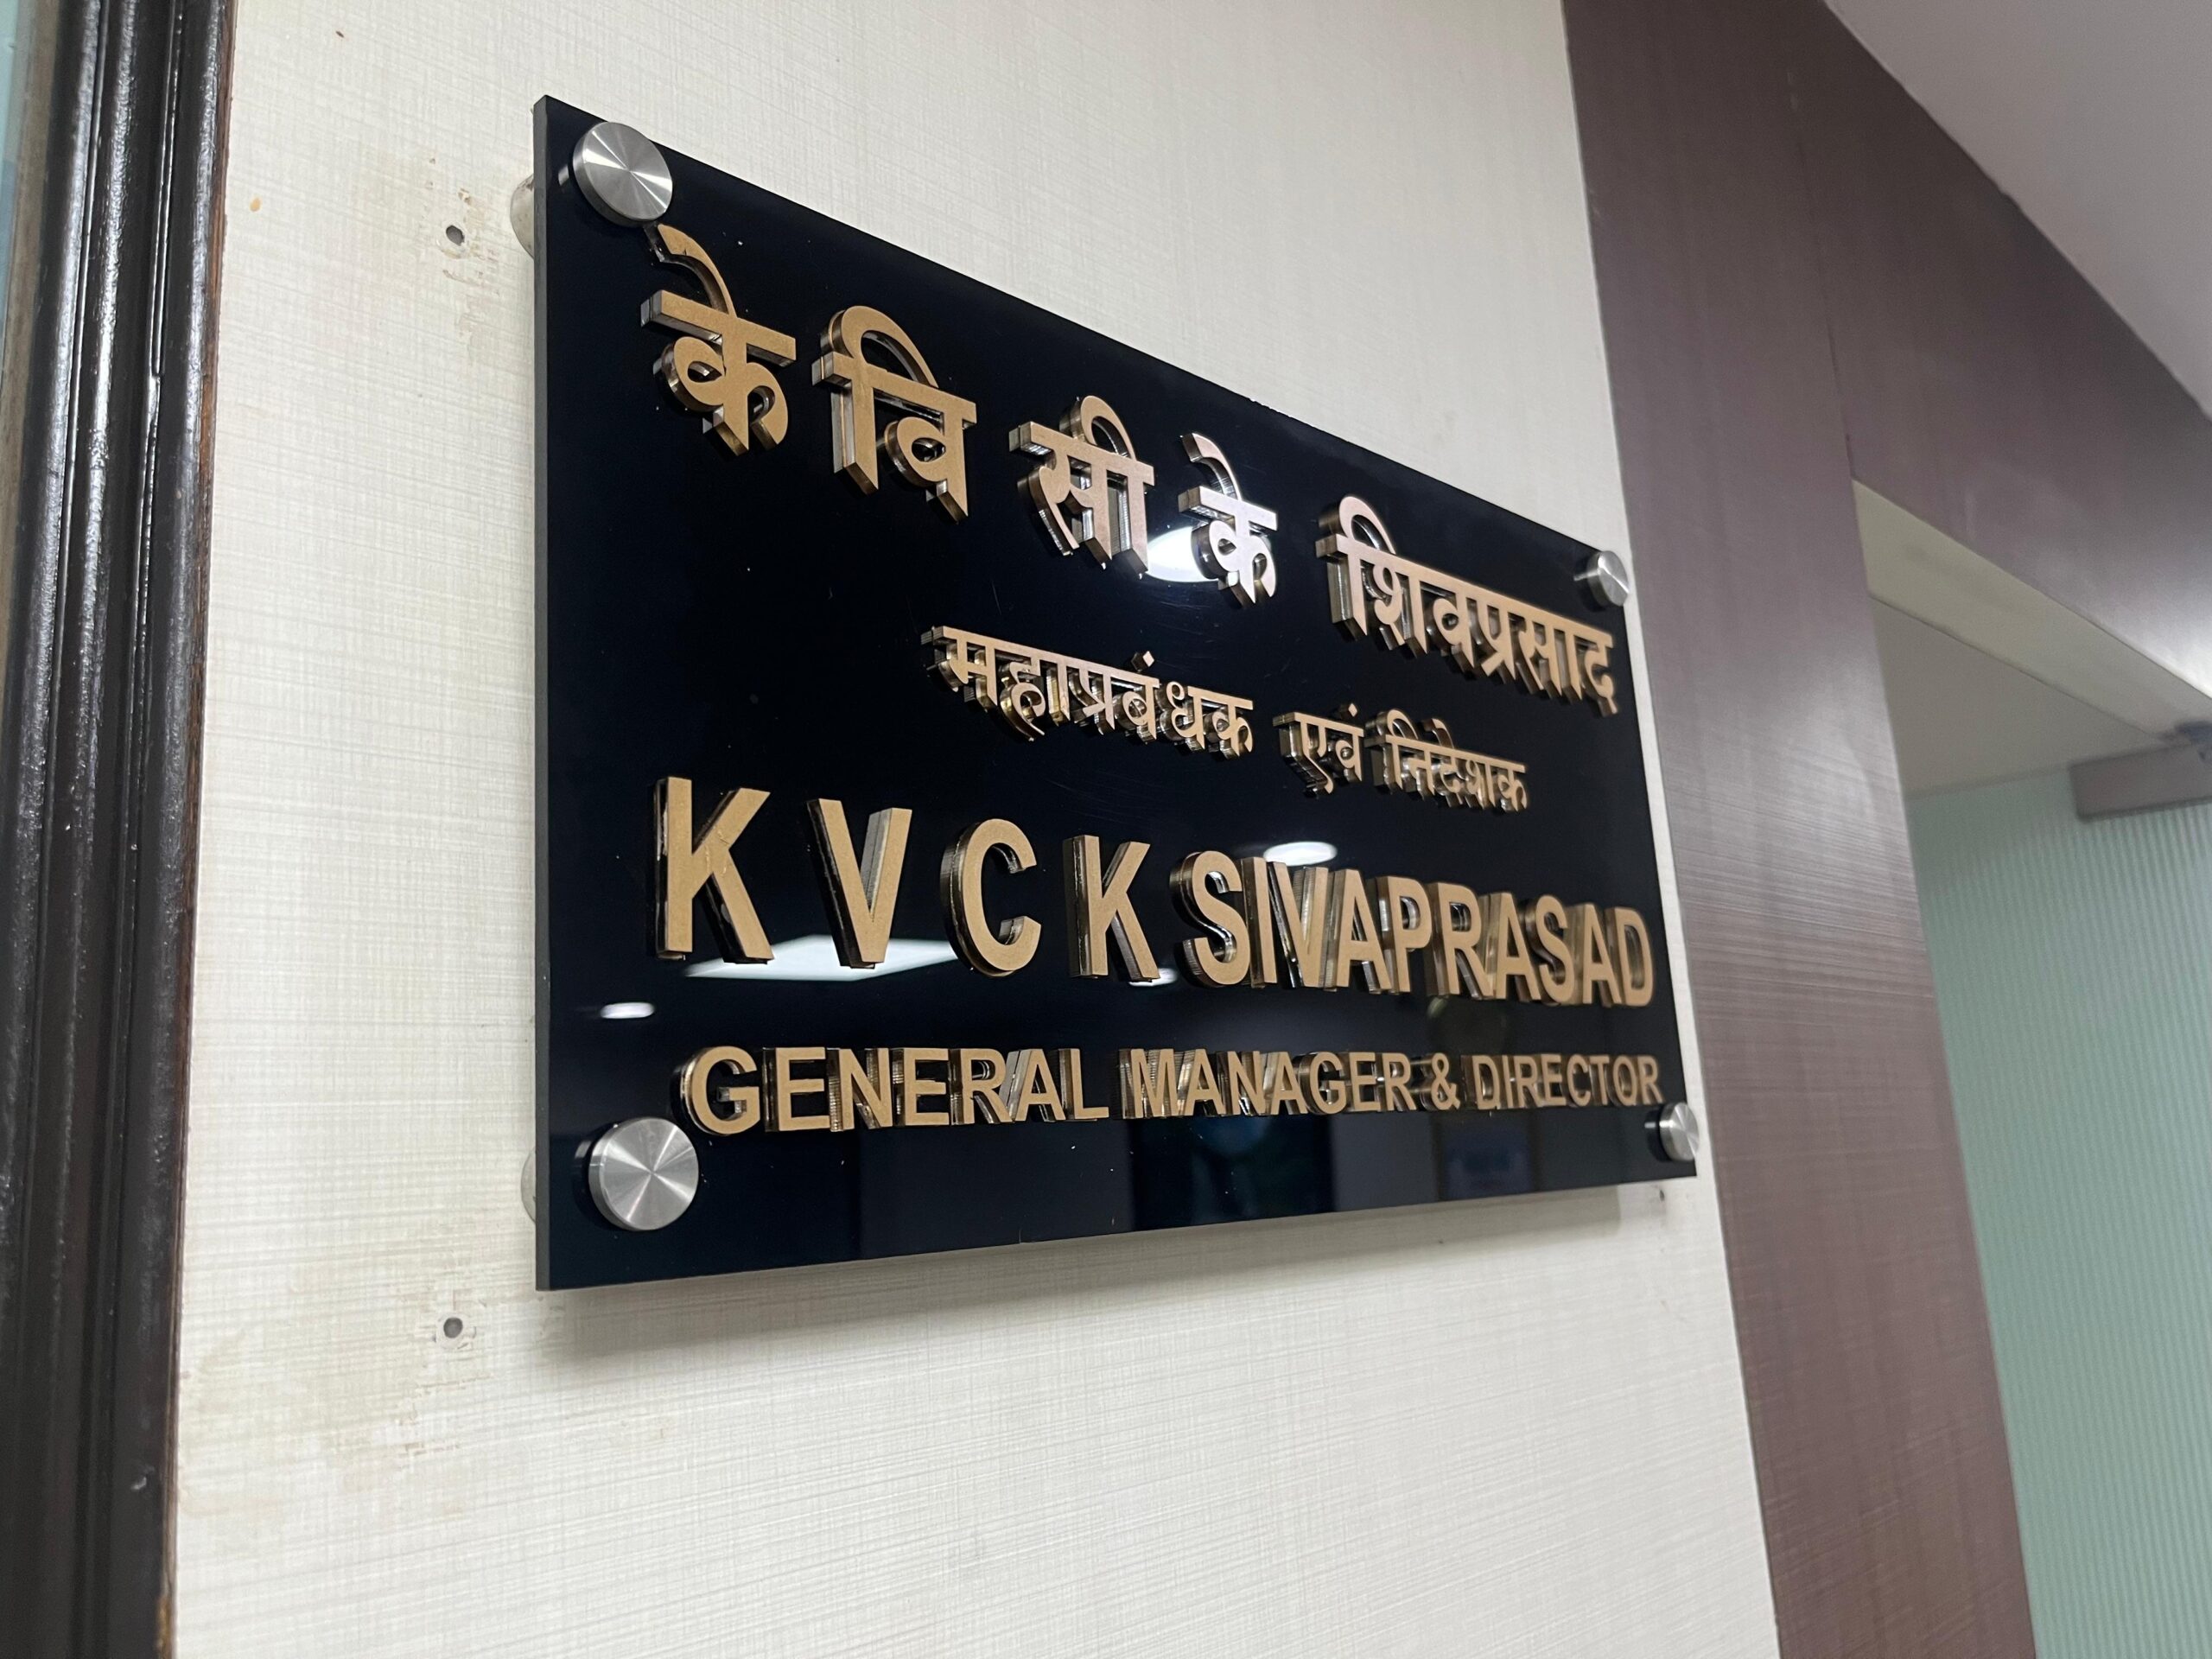 के वि सी के शिवप्रसाद
महाप्रबंधक एवं निदेशक
K V C K SIVAPRASAD
GENERAL MANAGER & DIRECTOR